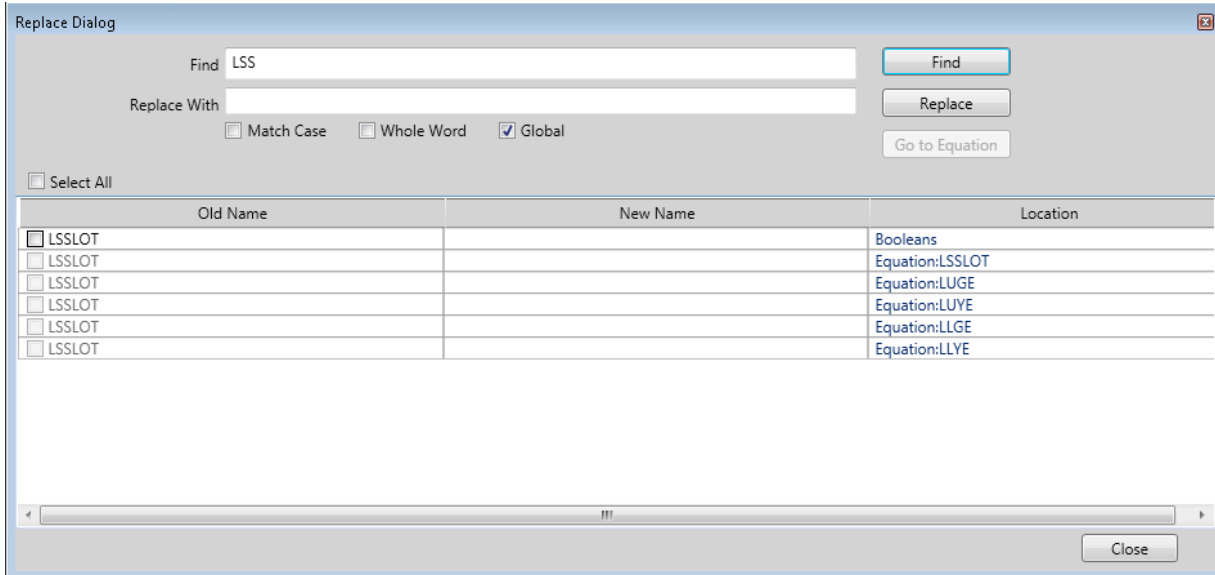 Replace Dialog
Find LSS Find
Replace With Replace
Match Case Whole Word Global
Go to Equation
Select All
Old Name New Name Location
LSSLOT Booleans
LSSLOT Equation:LSSLOT
LSSLOT Equation:LUGE
LSSLOT Equation:LUYE
LSSLOT Equation:LLGE
LSSLOT Equation:LLYE
Close